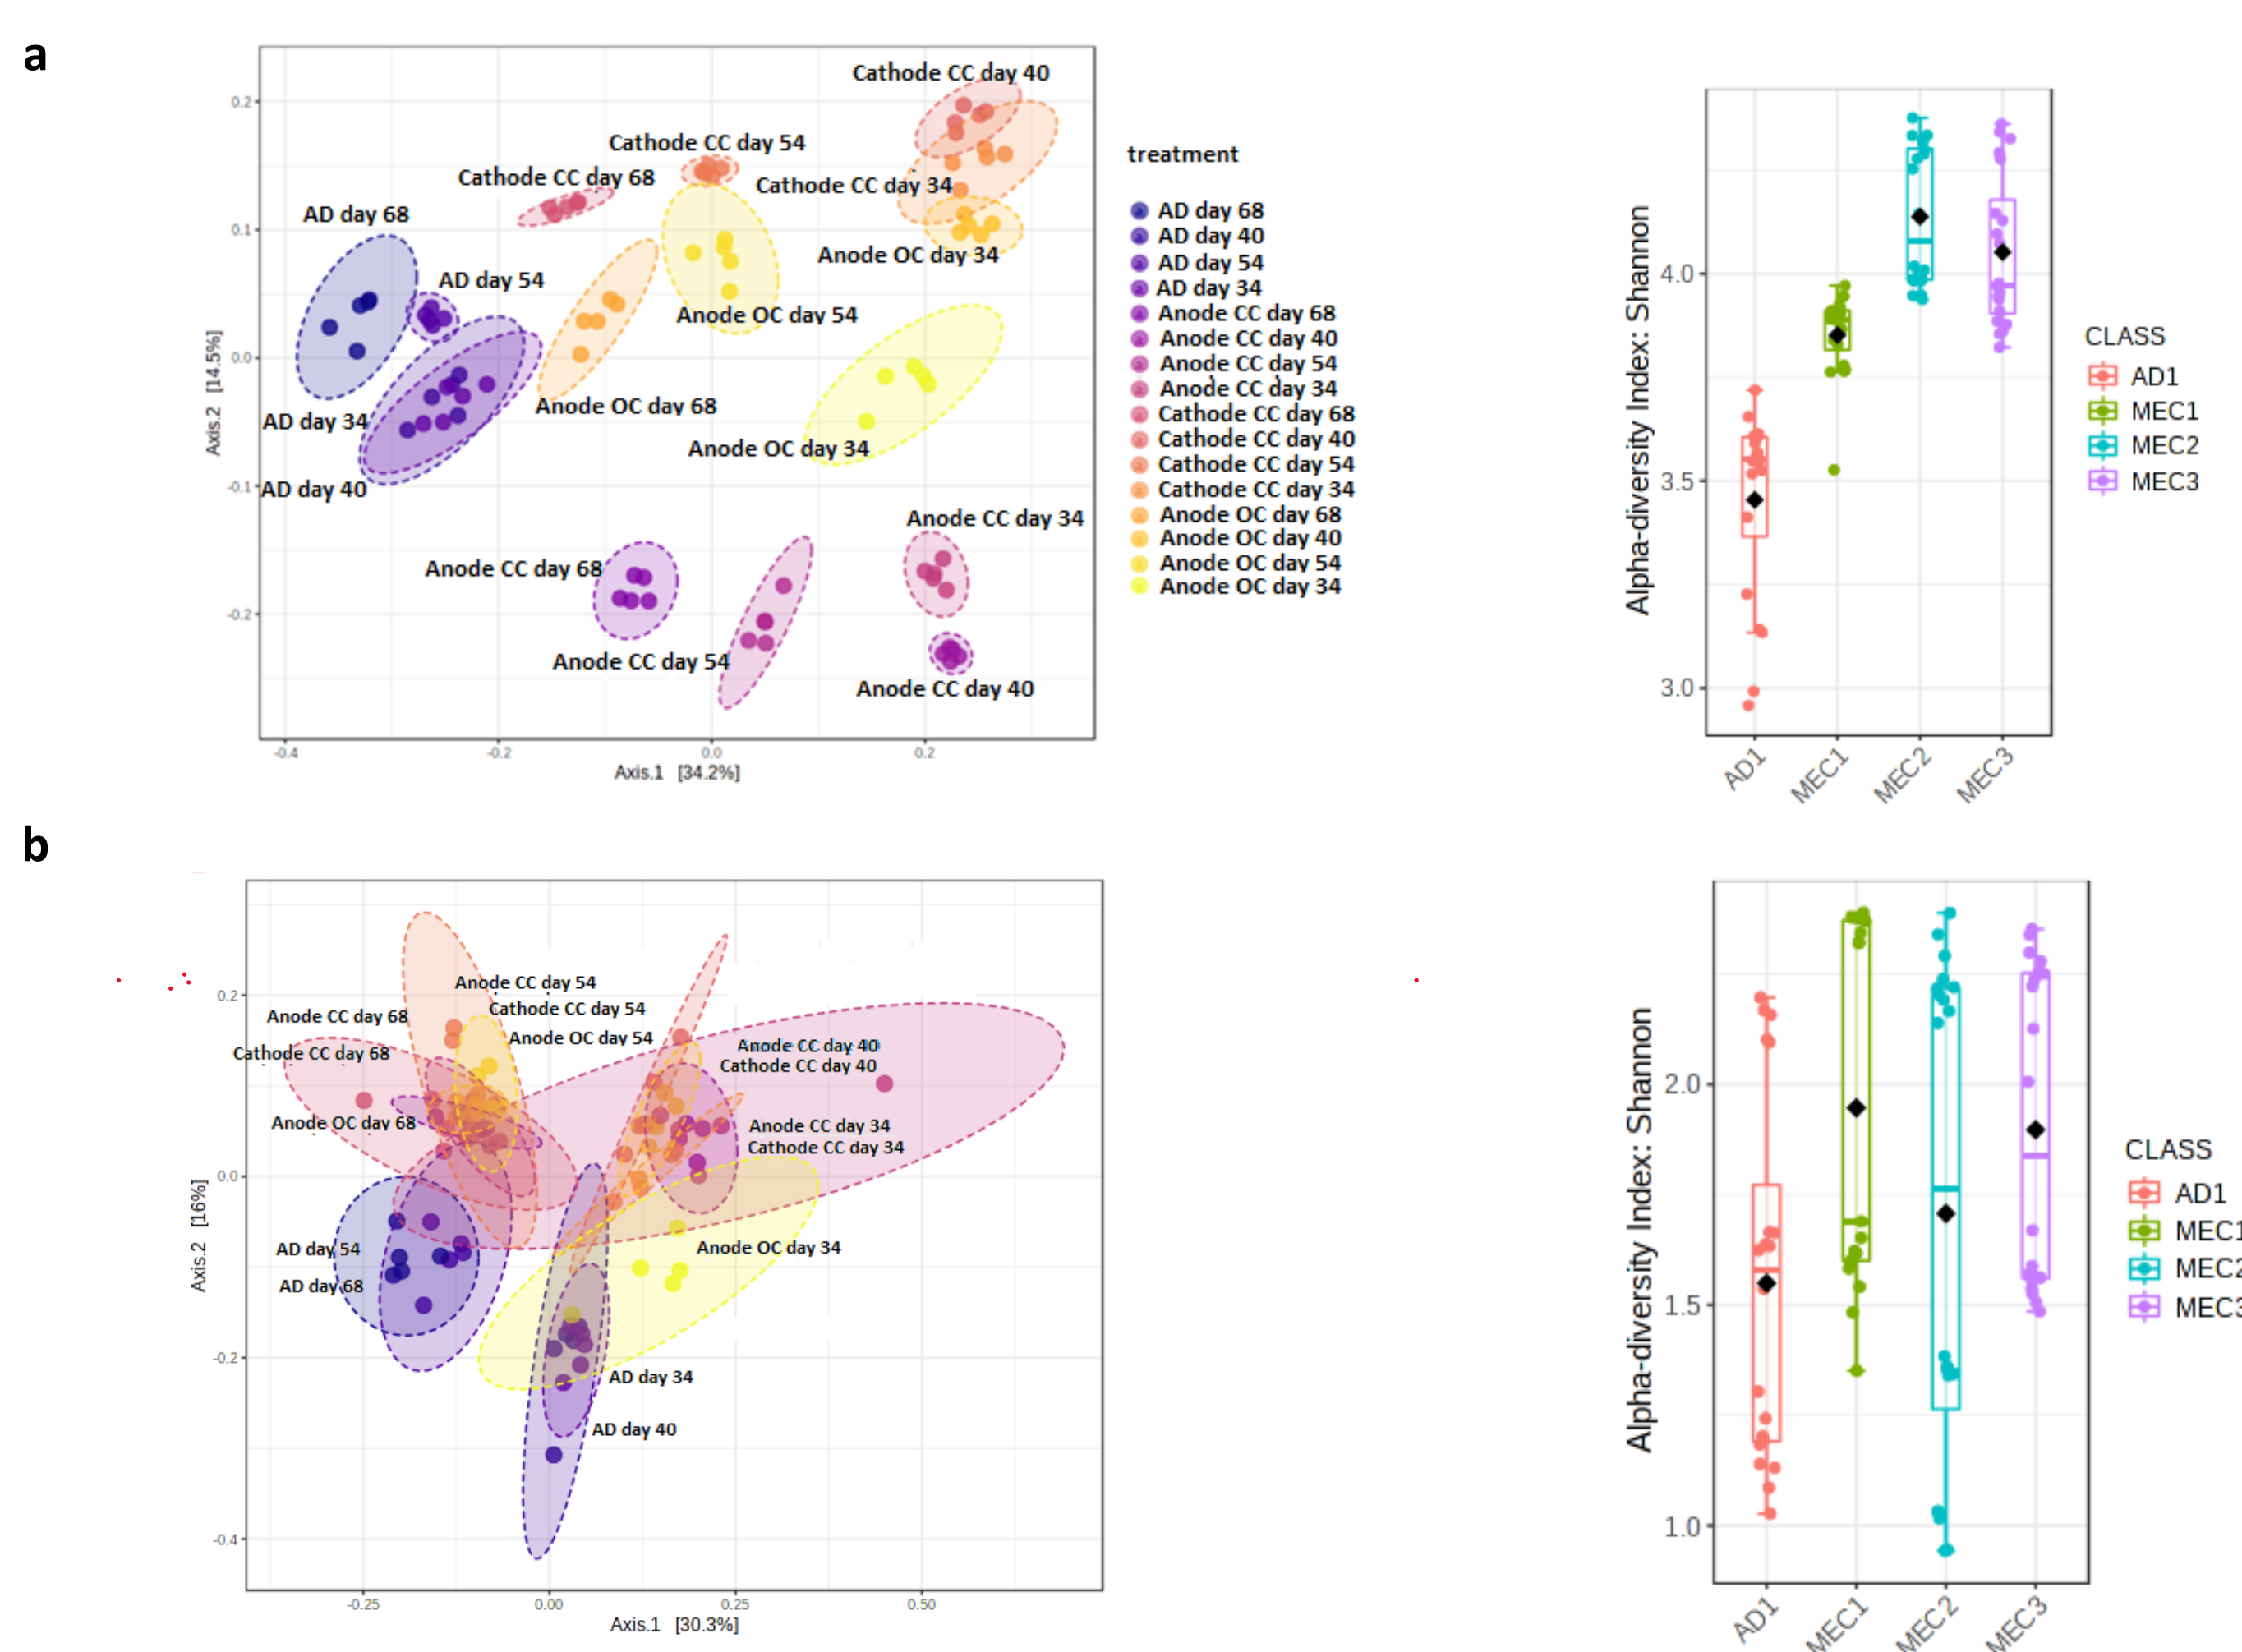 a
Cathode CC day 40
Cathode CC day 54
Cathode CC day 68
Cathode CC day 34
AD day 68
Anode OC day 34
AD day 54
Anode OC day 54
Anode OC day 68
AD day 34
Anode OC day 34
AD day 40
Anode CC day 34
Anode CC day 68
Anode CC day 54
Anode CC day 40
0.2
0.1
0.0
-0.1
-0.2
Axis.2 [14.5%]
-0.4 -0.2 0.0 0.2
Axis.1 [34.2%]
treatment
AD day 68
AD day 40
AD day 54
AD day 34
Anode CC day 68
Anode CC day 40
Anode CC day 54
Anode CC day 34
Cathode CC day 68
Cathode CC day 40
Cathode CC day 54
Cathode CC day 34
Anode OC day 68
Anode OC day 40
Anode OC day 54
Anode OC day 34
Alpha-diversity Index: Shannon
4.0
3.5
3.0
AD1 MEC1 MEC2 MEC3
CLASS
AD1
MEC1
MEC2
MEC3
b
Anode CC day 54
Cathode CC day 54
Anode CC day 68
Anode OC day 54
Cathode CC day 68
Anode CC day 40
Cathode CC day 40
Anode OC day 68
Anode CC day 34
Cathode CC day 34
AD day 54
Anode OC day 34
AD day 68
AD day 34
AD day 40
0.2
0.0
-0.2
-0.4
Axis.2 [16%]
-0.25 0.00 0.25 0.50
Axis.1 [30.3%]
Alpha-diversity Index: Shannon
2.0
1.5
1.0
AD1 MEC1 MEC2 MEC3
CLASS
AD1
MEC1
MEC2
MEC3